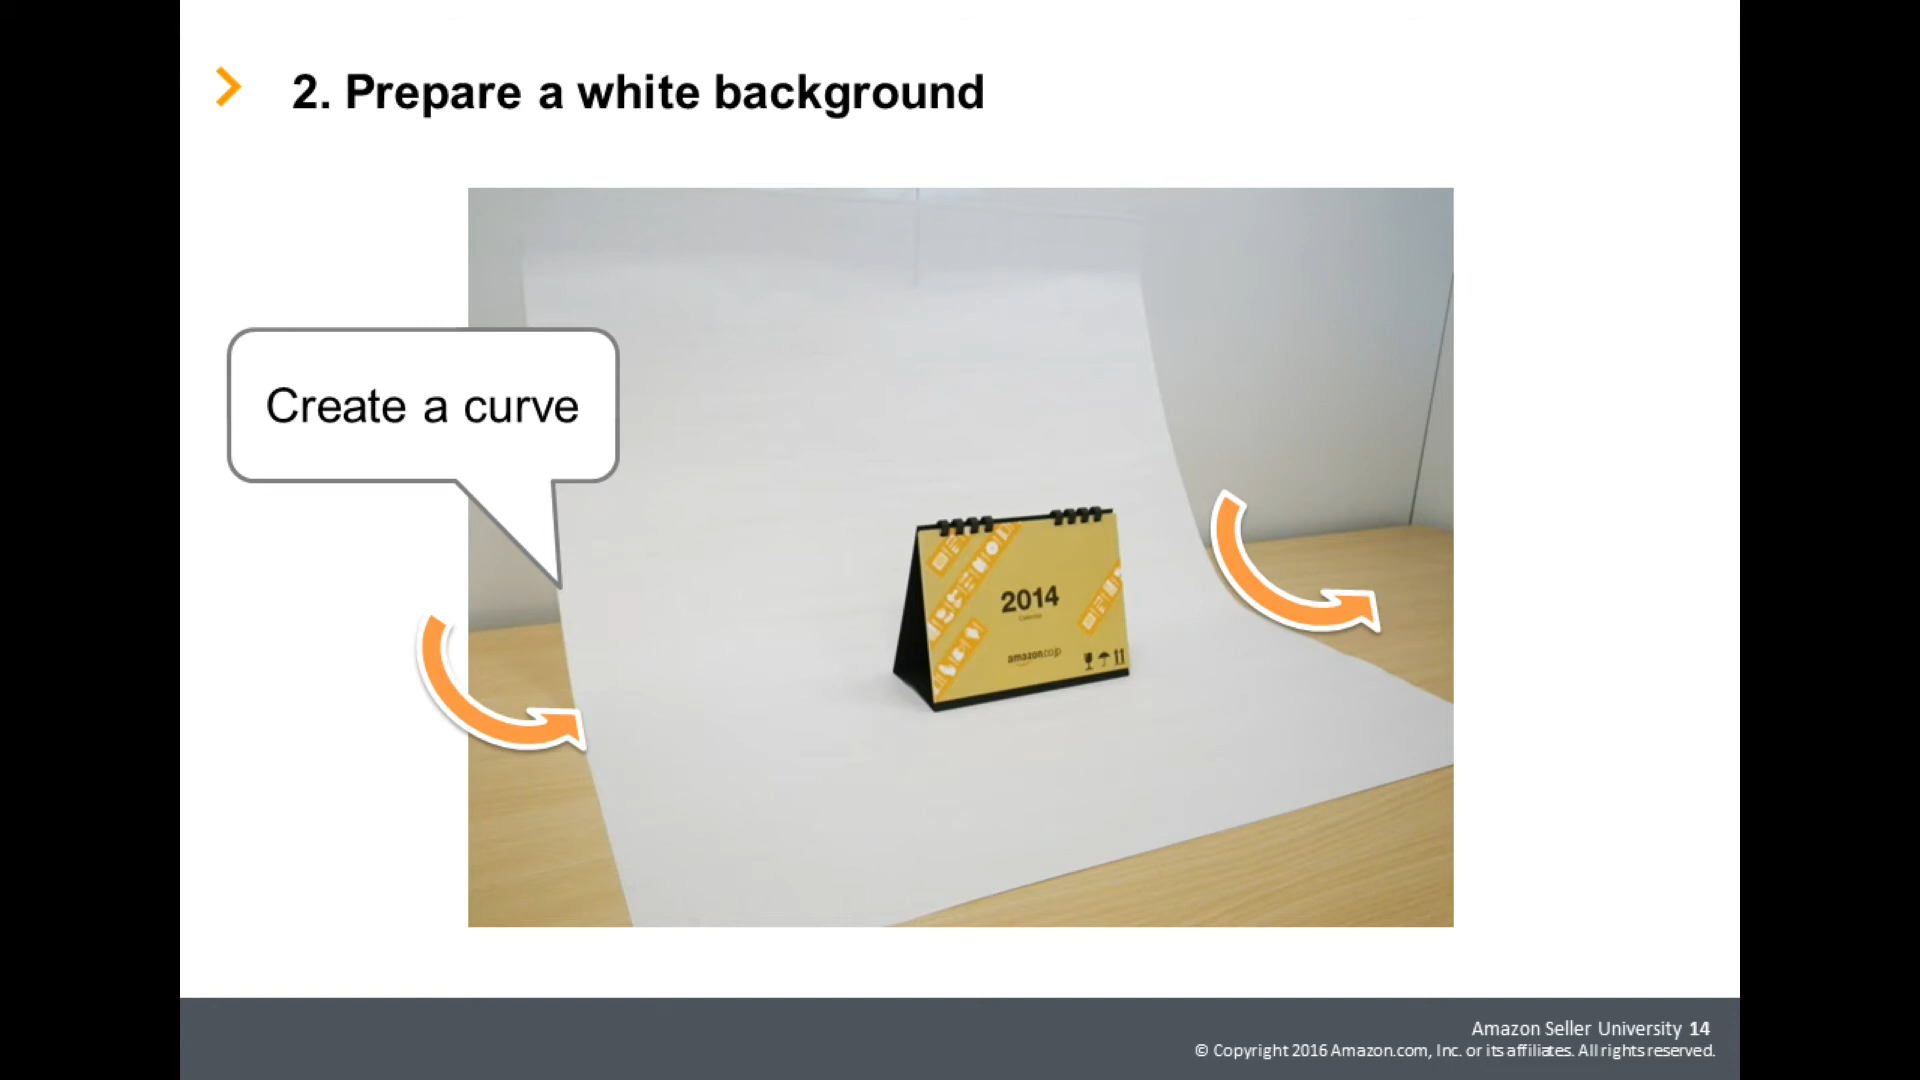 2. Prepare a white background
Create a curve
2014
Calendar
amazon.co.jp
Amazon Seller University 14
© Copyright 2016 Amazon.com, Inc. or its affiliates. All rights reserved.